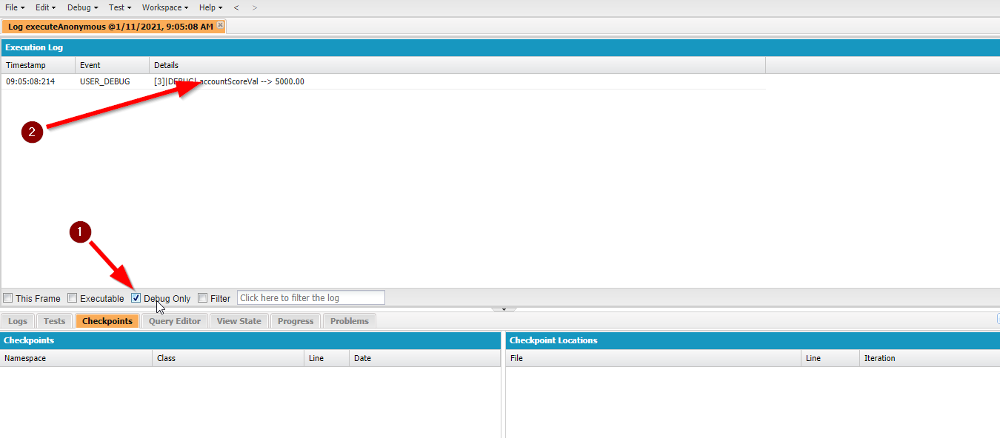 File Edit Debug Test Workspace Help < >
Log executeAnonymous @1/11/2021, 9:05:08 AM
Execution Log
Timestamp Event Details
09:05:08:214 USER_DEBUG [3]|DEBUG| accountScoreVal --> 5000.00
2
1
This Frame Executable Debug Only Filter Click here to filter the log
Logs Tests Checkpoints Query Editor View State Progress Problems
Checkpoints Checkpoint Locations
Namespace Class Line Date File Line Iteration